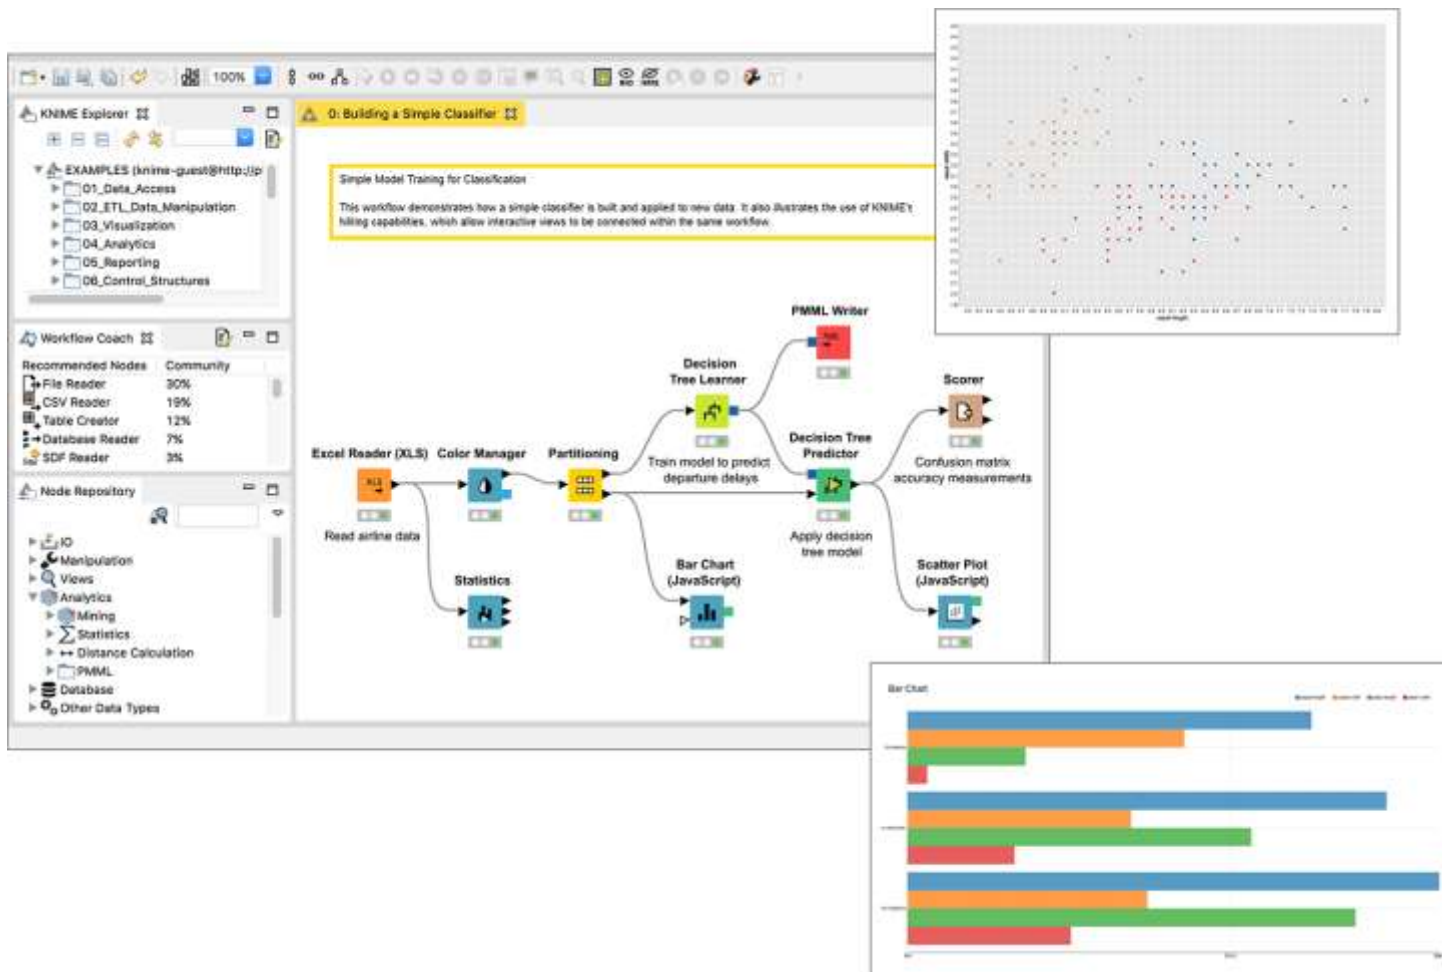 100%
KNIME Explorer
EXAMPLES (knime-guest@http://p
01_Data_Access
02_ETL_Data_Manipulation
03_Visualization
04_Analytics
05_Reporting
06_Control_Structures
Workflow Coach
Recommended Nodes Community
File Reader 30%
CSV Reader 19%
Table Creator 12%
Database Reader 7%
SDF Reader 3%
Node Repository
IO
Manipulation
Views
Analytics
Mining
Statistics
Distance Calculation
PMML
Database
Other Data Types
0: Building a Simple Classifier
Simple Model Training for Classification
This workflow demonstrates how a simple classifier is built and applied to new data. It also illustrates the use of KNIME's
hiliting capabilities, which allow interactive views to be connected within the same workflow.
PMML Writer
Decision
Tree Learner
Train model to predict
departure delays
Scorer
Confusion matrix
accuracy measurements
Excel Reader (XLS)
XLS
Read airline data
Color Manager
Partitioning
Decision Tree
Predictor
Apply decision
tree model
Statistics
Bar Chart
(JavaScript)
Scatter Plot
(JavaScript)
Bar Chart